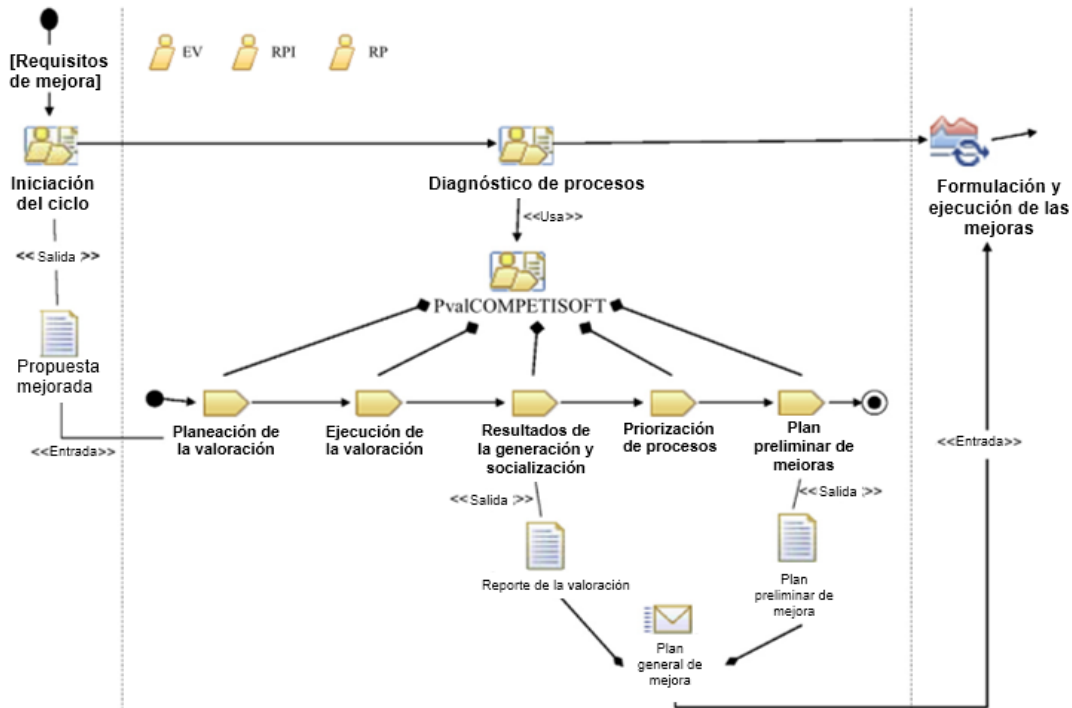 [Requisitos
de mejora]
EV
RPI
RP
Iniciación
del ciclo
Diagnóstico de procesos
Formulación y
ejecución de las
mejoras
<<Usa>>
<< Salida >>
PvalCOMPETISOFT
Propuesta
mejorada
<<Entrada>>
Planeación de
la valoración
Ejecución de
la valoración
Resultados de
la generación y
socialización
Priorización
de procesos
Plan
preliminar de
meioras
<<Entrada>>
<< Salida >>
<< Salida >>
Reporte de la valoración
Plan
preliminar de
mejora
Plan
general de
mejora